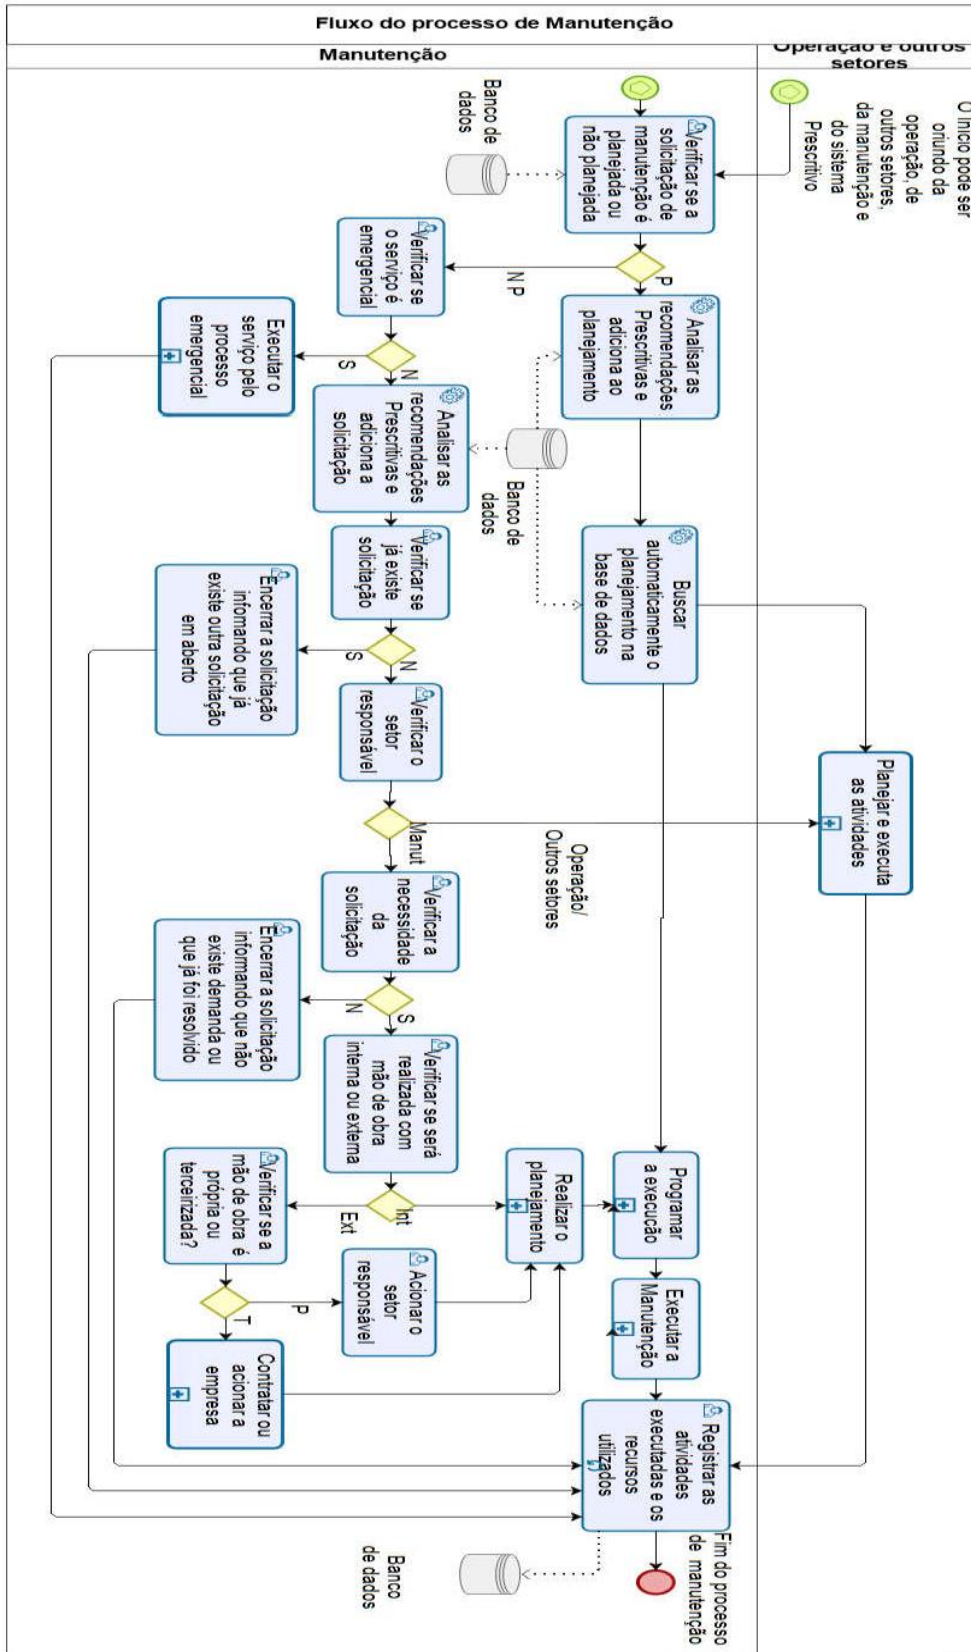 Fluxo do processo de Manutenção
Manutenção
Operação e outros
setores
O início pode ser
oriundo da
operação, de
outros setores,
da manutenção e
do sistema
Prescritivo
Banco de
dados
Verificar se a
solicitação de
manutenção é
planejada ou
não planejada
P
N P
Analisar as
recomendações
Prescritivas e
adiciona ao
planejamento
Verificar se
o serviço é
emergencial
N
S
Executar o
serviço pelo
processo
emergencial
Analisar as
recomendações
Prescritivas e
adiciona a
solicitação
Banco de
dados
Buscar
automaticamente o
planejamento na
base de dados
Verificar se
já existe
solicitação
N
S
Encerrar a solicitação
infomando que já
existe outra solicitação
em aberto
Verificar o
setor
responsável
Manut
Operação/
Outros setores
Planejar e executa
as atividades
Verificar a
necessidade
da
solicitação
S
N
Encerrar a solicitação
informando que não
existe demanda ou
que já foi resolvido
Verificar se será
realizada com
mão de obra
interna ou externa
Int
Ext
Verificar se a
mão de obra é
própria ou
terceirizada?
P
T
Acionar o
setor
responsável
Contratar ou
acionar a
empresa
Realizar o
planejamento
Programar
a execução
Executar a
Manutenção
Registrar as
atividades
executadas e os
recursos
utilizados
Banco
de dados
Fim do processo
de manutenção